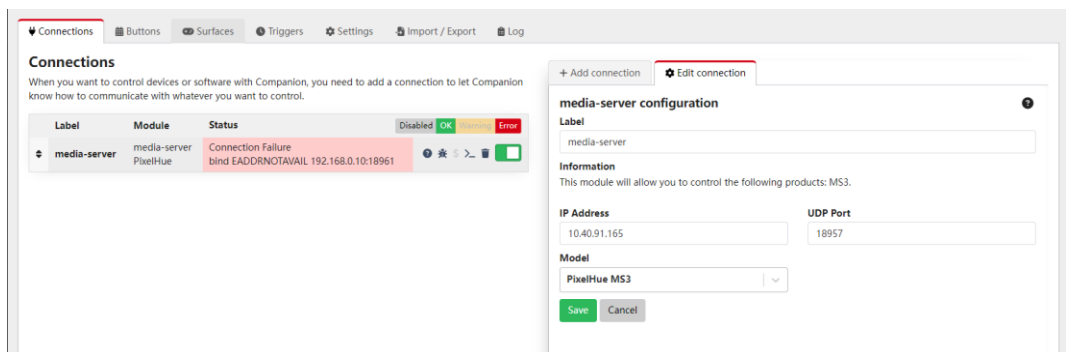 Connections Buttons Surfaces Triggers Settings Import / Export Log
Connections
When you want to control devices or software with Companion, you need to add a connection to let Companion
know how to communicate with whatever you want to control.
Label Module Status Disabled OK Warning Error
media-server
media-server
PixelHue
Connection Failure
bind EADDRNOTAVAIL 192.168.0.10:18961
+ Add connection Edit connection
media-server configuration
Label
media-server
Information
This module will allow you to control the following products: MS3.
IP Address UDP Port
10.40.91.165 18957
Model
PixelHue MS3
Save Cancel